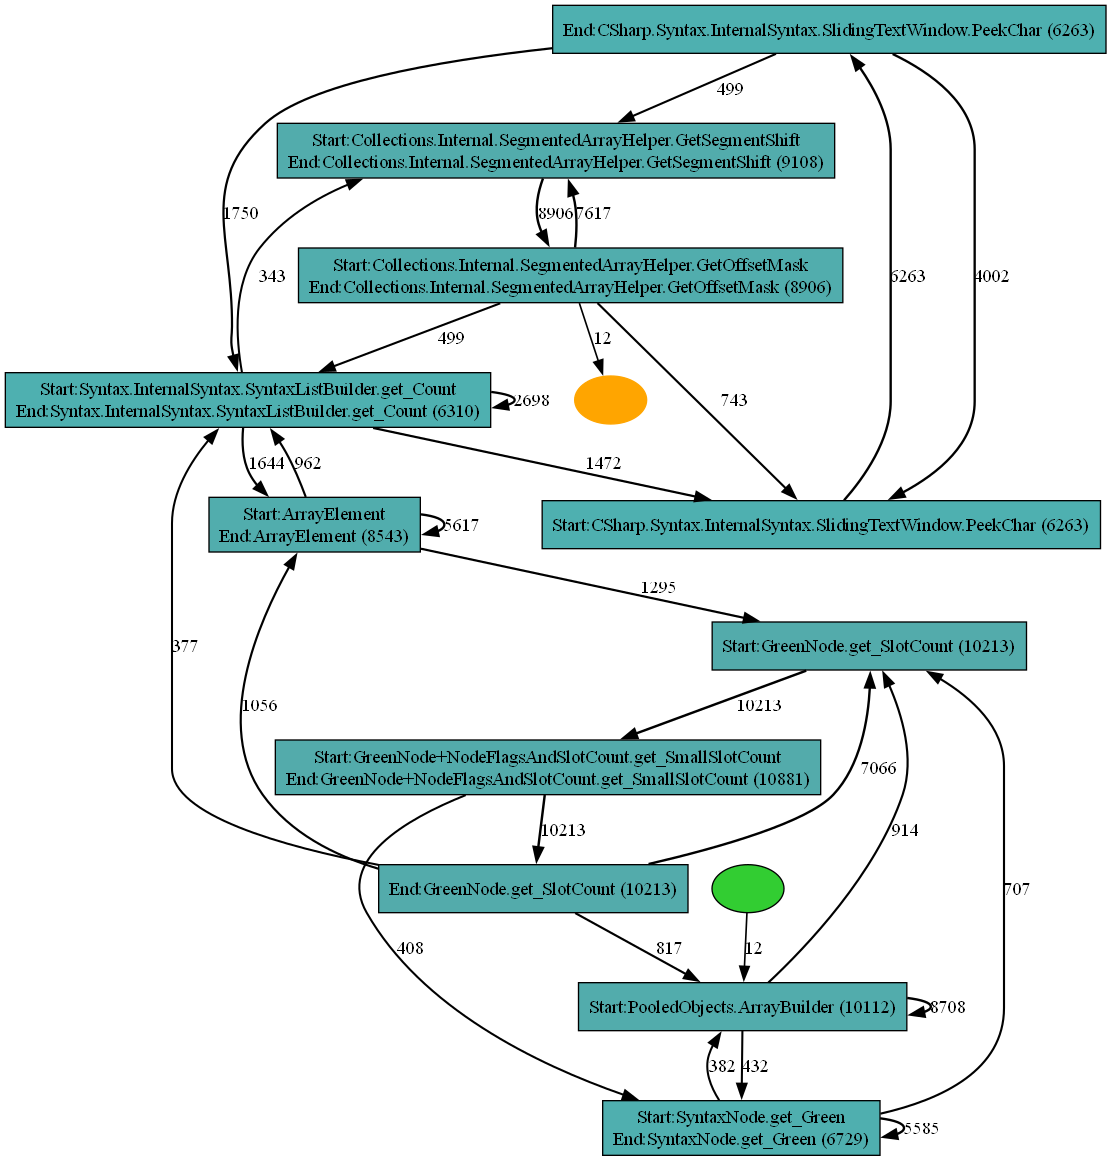 End:CSharp.Syntax.InternalSyntax.SlidingTextWindow.PeekChar (6263)
499
Start:Collections.Internal.SegmentedArrayHelper.GetSegmentShift
End:Collections.Internal.SegmentedArrayHelper.GetSegmentShift (9108)
1750
8906
7617
343
Start:Collections.Internal.SegmentedArrayHelper.GetOffsetMask
End:Collections.Internal.SegmentedArrayHelper.GetOffsetMask (8906)
6263
4002
499
12
Start:Syntax.InternalSyntax.SyntaxListBuilder.get_Count
End:Syntax.InternalSyntax.SyntaxListBuilder.get_Count (6310)
2698
743
1644
962
1472
Start:ArrayElement
End:ArrayElement (8543)
5617
Start:CSharp.Syntax.InternalSyntax.SlidingTextWindow.PeekChar (6263)
1295
377
Start:GreenNode.get_SlotCount (10213)
1056
10213
Start:GreenNode+NodeFlagsAndSlotCount.get_SmallSlotCount
End:GreenNode+NodeFlagsAndSlotCount.get_SmallSlotCount (10881)
7066
10213
914
End:GreenNode.get_SlotCount (10213)
707
408
817
12
Start:PooledObjects.ArrayBuilder (10112)
8708
382
432
Start:SyntaxNode.get_Green
End:SyntaxNode.get_Green (6729)
5585